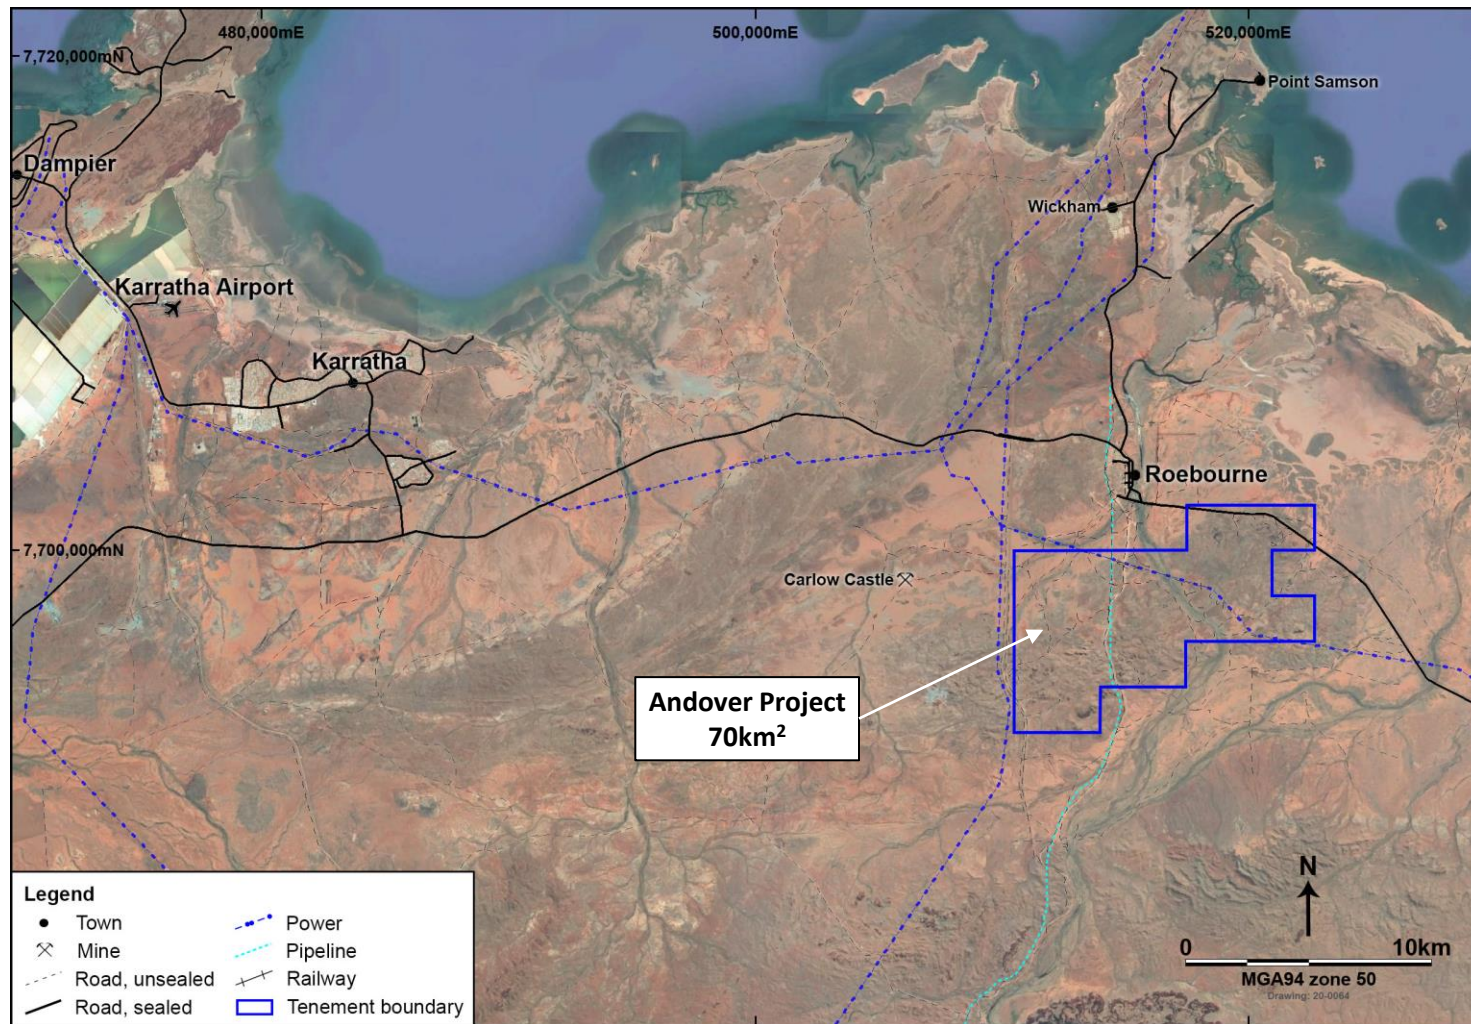 480,000mE
500,000mE
520,000mE
7,720,000mN
Point Samson
Dampier
Wickham
Karratha Airport
Karratha
Roebourne
7,700,000mN
Carlow Castle
Andover Project
70km²
Legend
Town
Mine
Road, unsealed
Road, sealed
Power
Pipeline
Railway
Tenement boundary
N
0 10km
MGA94 zone 50
Drawing: 20-0064